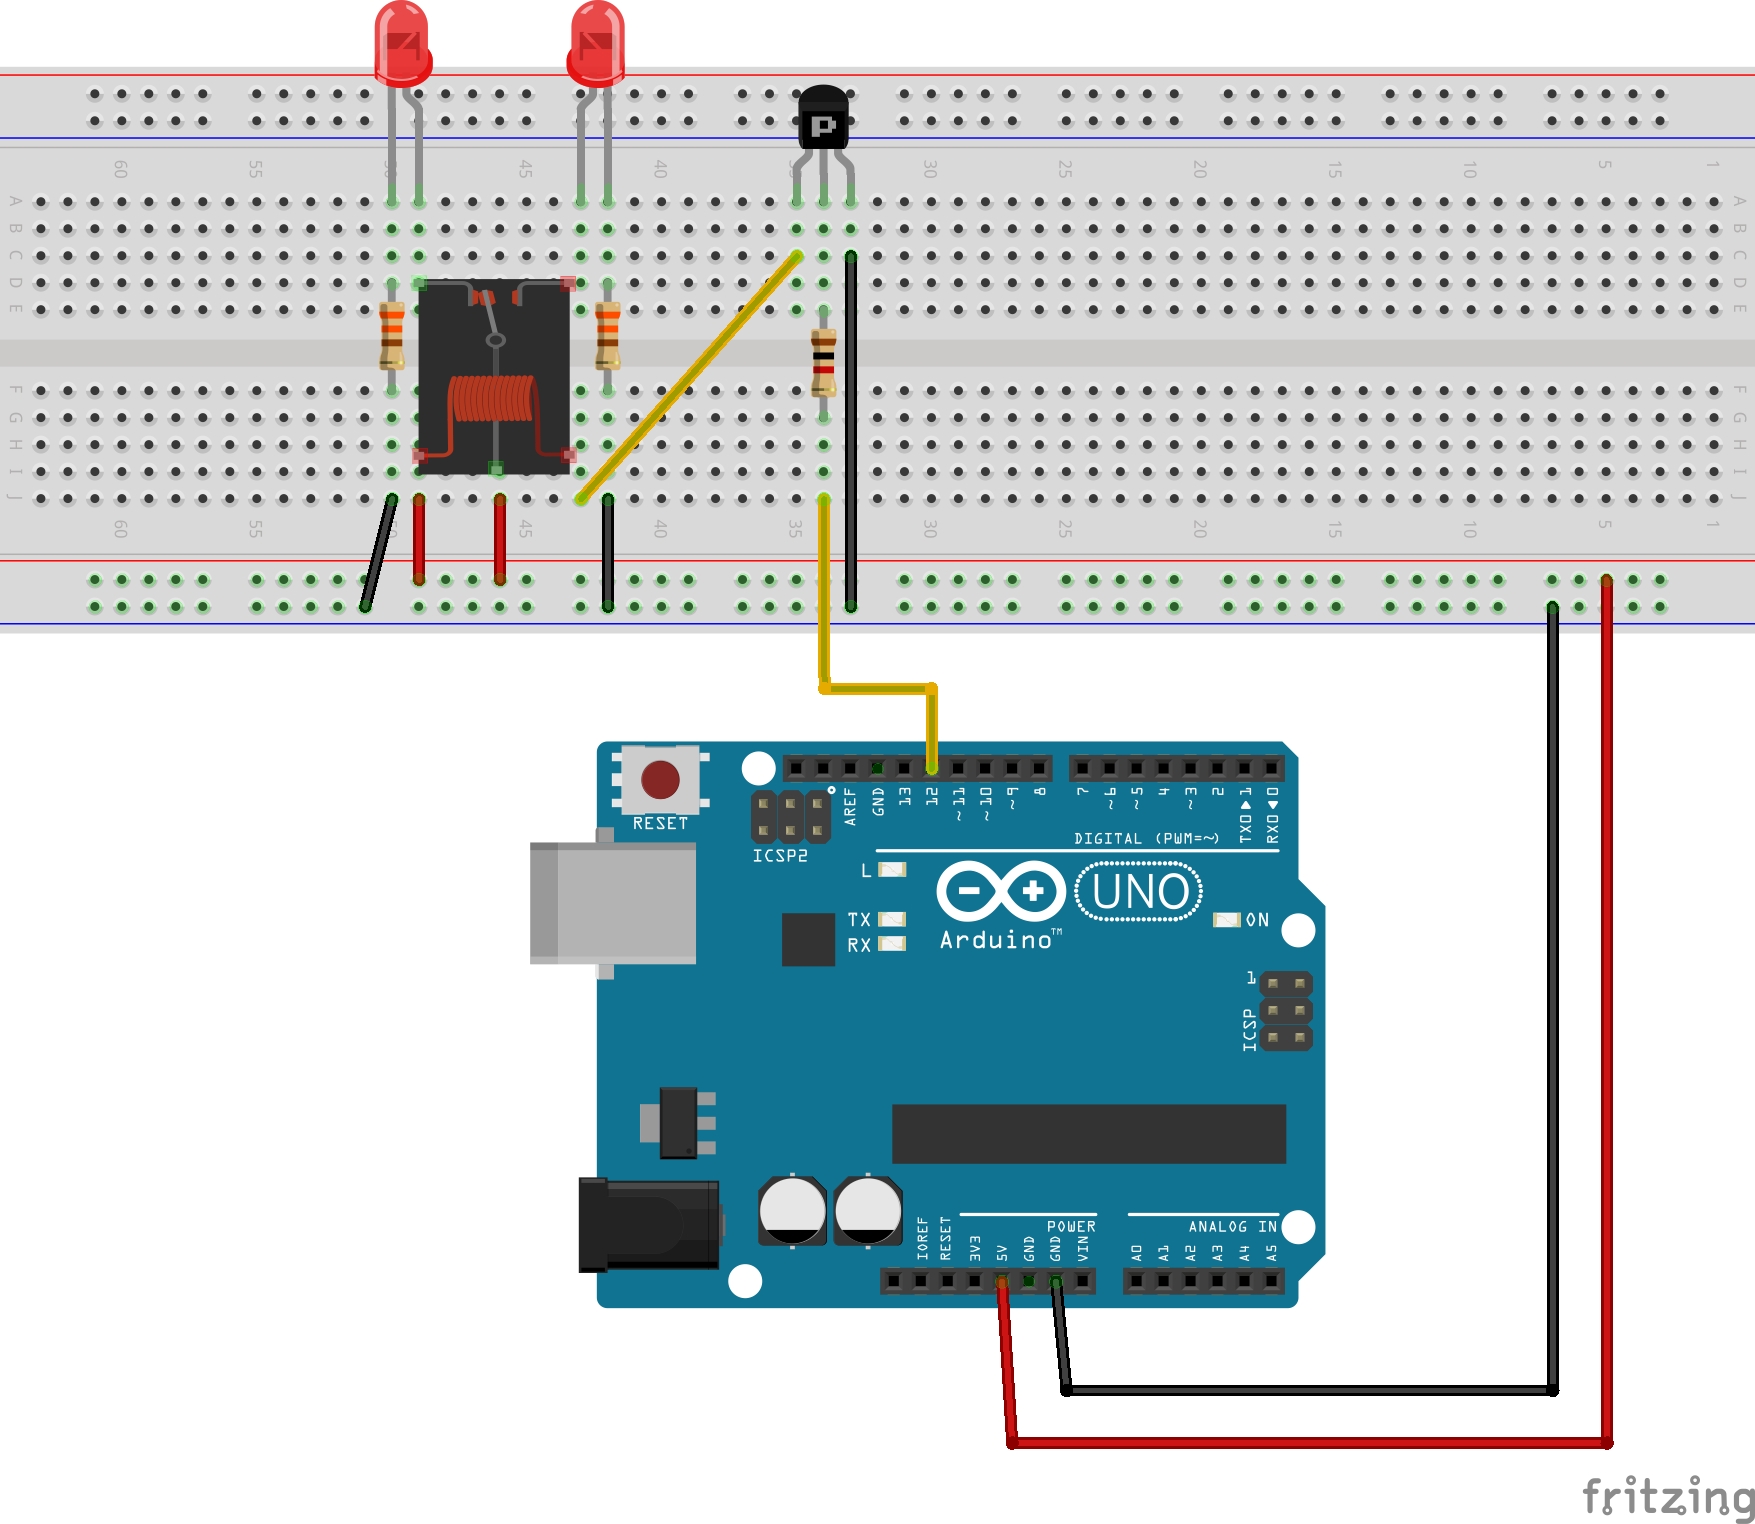 P
60 55 50 45 40 35 30 25 20 15 10 5 1
A A
B B
C C
D D
E E
F F
G G
H H
I I
J J
60 55 50 45 40 35 30 25 20 15 10 5 1
RESET
AREF GND 13 12 ~11 ~10 ~9 8 7 ~6 ~5 4 ~3 2 TX0▶1 RX0◀0
ICSP2
DIGITAL (PWM=~)
L
TX
RX
UNO
ON
Arduino™
1
ICSP
POWER
ANALOG IN
IOREF RESET 3V3 5V GND GND VIN A0 A1 A2 A3 A4 A5
fritzing